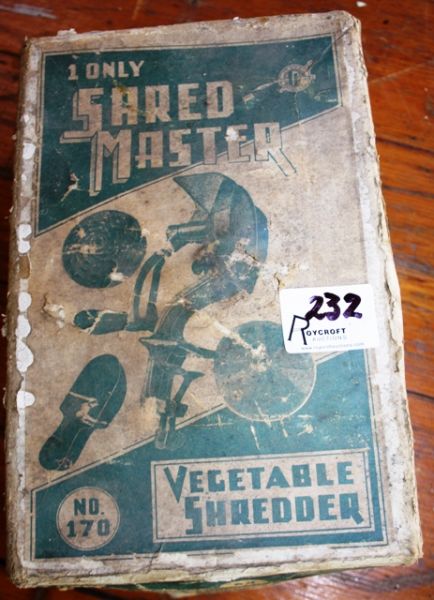 1 ONLY
SHRED
MASTER
232
ROYCROFT
AUCTIONS
VEGETABLE
SHREDDER
NO.
170